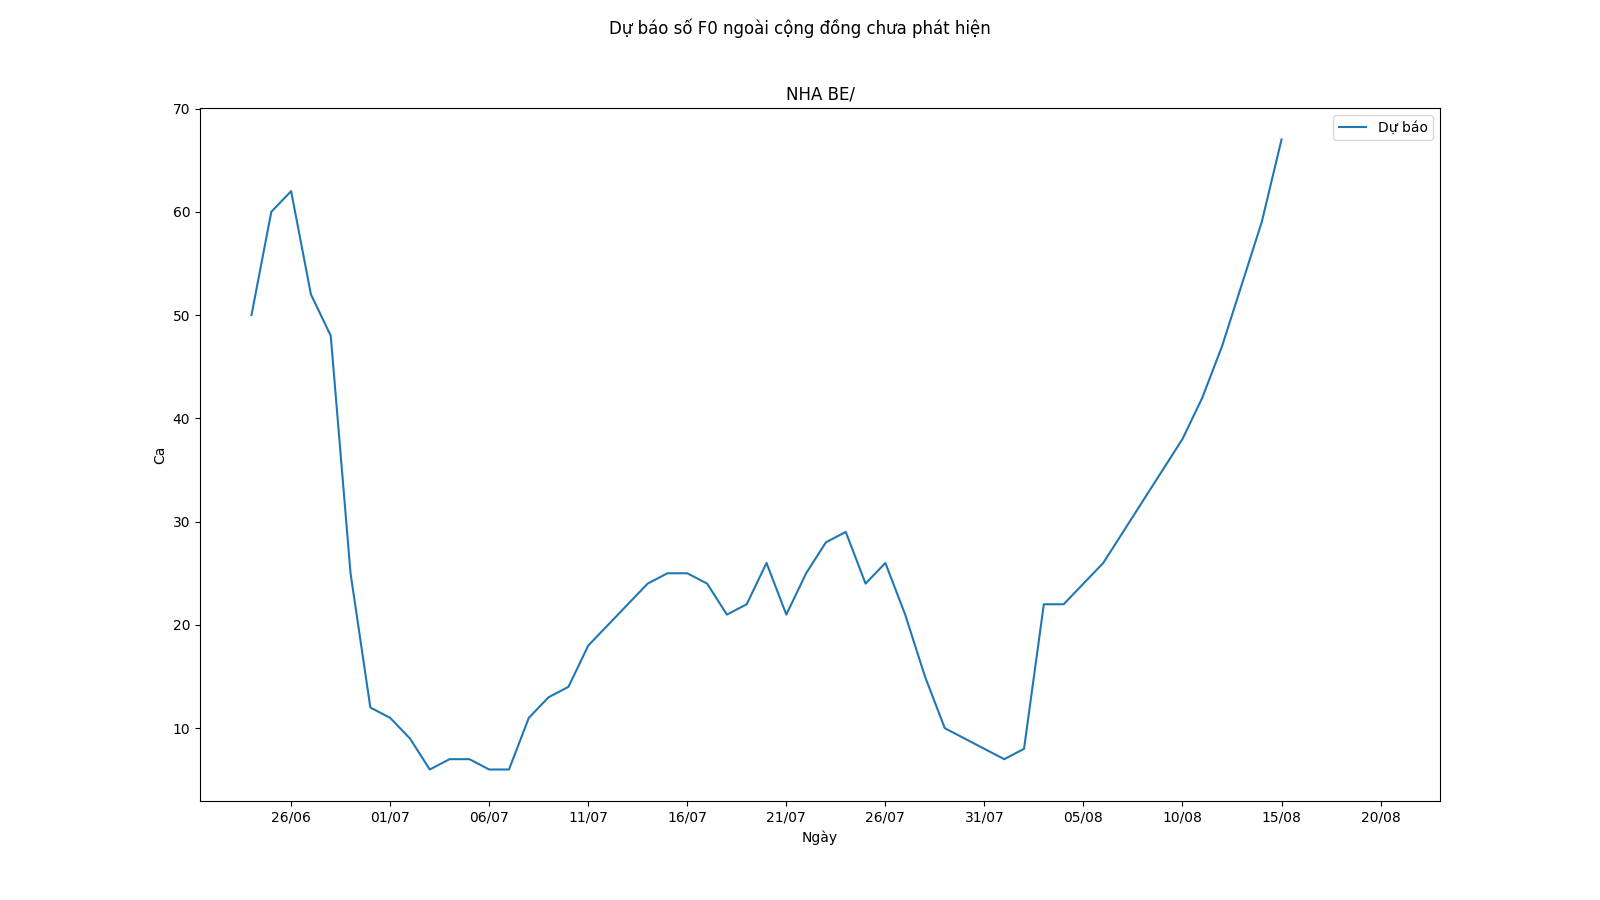 Dự báo số F0 ngoài cộng đồng chưa phát hiện
NHA BE/
Dự báo
70
60
50
40
30
20
10
Ca
26/06 01/07 06/07 11/07 16/07 21/07 26/07 31/07 05/08 10/08 15/08 20/08
Ngày